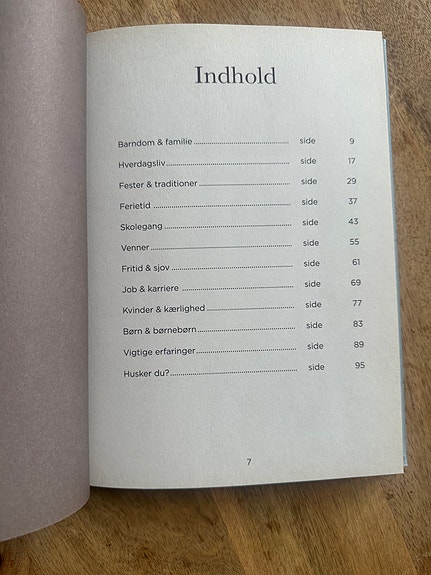 Indhold
Barndom & familie........................................ side 9
Hverdagsliv.................................................... side 17
Fester & traditioner...................................... side 29
Ferietid .......................................................... side 37
Skolegang...................................................... side 43
Venner............................................................ side 55
Fritid & sjov................................................... side 61
Job & karriere ............................................... side 69
Kvinder & kærlighed.................................... side 77
Børn & børnebørn........................................ side 83
Vigtige erfaringer......................................... side 89
Husker du?.................................................... side 95
7